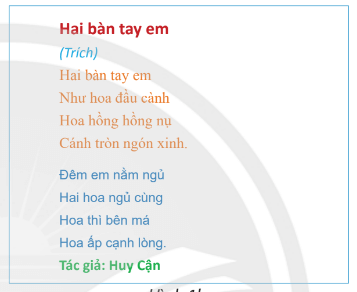 Hai bàn tay em
(Trích)
Hai bàn tay em
Như hoa đầu cành
Hoa hồng hồng nụ
Cánh tròn ngón xinh.
Đêm em nằm ngủ
Hai hoa ngủ cùng
Hoa thì bên má
Hoa ấp cạnh lòng.
Tác giả: Huy Cận